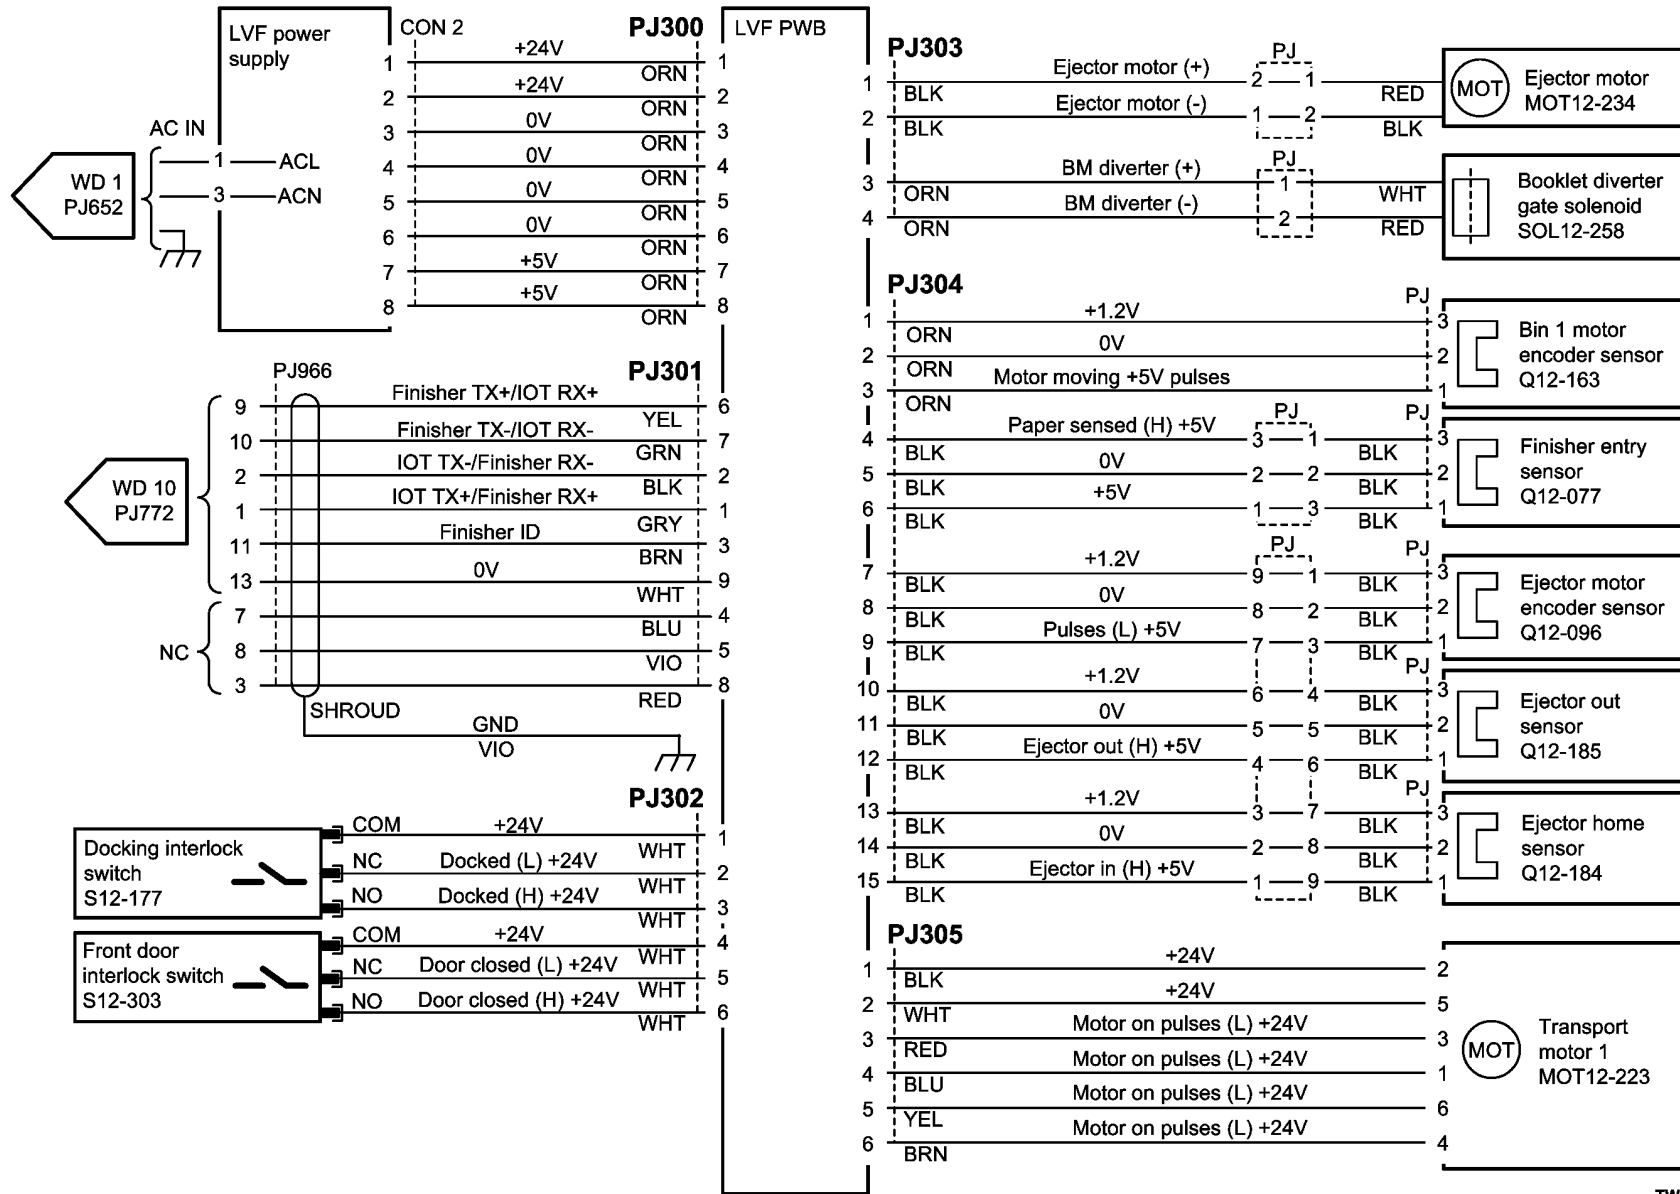 LVF power
supply
CON 2
PJ300
LVF PWB
AC IN
WD 1
PJ652
1 ACL
3 ACN
1 +24V ORN 1
2 +24V ORN 2
3 0V ORN 3
4 0V ORN 4
5 0V ORN 5
6 0V ORN 6
7 +5V ORN 7
8 +5V ORN 8
PJ966
PJ301
WD 10
PJ772
9 Finisher TX+/IOT RX+ YEL 6
10 Finisher TX-/IOT RX- GRN 7
2 IOT TX-/Finisher RX- BLK 2
1 IOT TX+/Finisher RX+ GRY 1
11 Finisher ID BRN 3
13 0V WHT 9
NC
7 BLU 4
8 VIO 5
3 RED 8
SHROUD
GND
VIO
PJ302
Docking interlock
switch
S12-177
COM +24V WHT 1
NC Docked (L) +24V WHT 2
NO Docked (H) +24V WHT 3
Front door
interlock switch
S12-303
COM +24V WHT 4
NC Door closed (L) +24V WHT 5
NO Door closed (H) +24V WHT 6
PJ303
PJ
1 BLK Ejector motor (+) 2 1 RED
2 BLK Ejector motor (-) 1 2 BLK
MOT
Ejector motor
MOT12-234
PJ
3 ORN BM diverter (+) 1 WHT
4 ORN BM diverter (-) 2 RED
Booklet diverter
gate solenoid
SOL12-258
PJ304
PJ
1 ORN +1.2V 3
2 ORN 0V 2
3 ORN Motor moving +5V pulses 1
Bin 1 motor
encoder sensor
Q12-163
PJ PJ
4 BLK Paper sensed (H) +5V 3 1 BLK 3
5 BLK 0V 2 2 BLK 2
6 BLK +5V 1 3 BLK 1
Finisher entry
sensor
Q12-077
PJ PJ
7 BLK +1.2V 9 1 BLK 3
8 BLK 0V 8 2 BLK 2
9 BLK Pulses (L) +5V 7 3 BLK 1
Ejector motor
encoder sensor
Q12-096
PJ
10 BLK +1.2V 6 4 BLK 3
11 BLK 0V 5 5 BLK 2
12 BLK Ejector out (H) +5V 4 6 BLK 1
Ejector out
sensor
Q12-185
PJ
13 BLK +1.2V 3 7 BLK 3
14 BLK 0V 2 8 BLK 2
15 BLK Ejector in (H) +5V 1 9 BLK 1
Ejector home
sensor
Q12-184
PJ305
1 BLK +24V 2
2 WHT +24V 5
3 RED Motor on pulses (L) +24V 3
4 BLU Motor on pulses (L) +24V 1
5 YEL Motor on pulses (L) +24V 6
6 BRN Motor on pulses (L) +24V 4
MOT
Transport
motor 1
MOT12-223